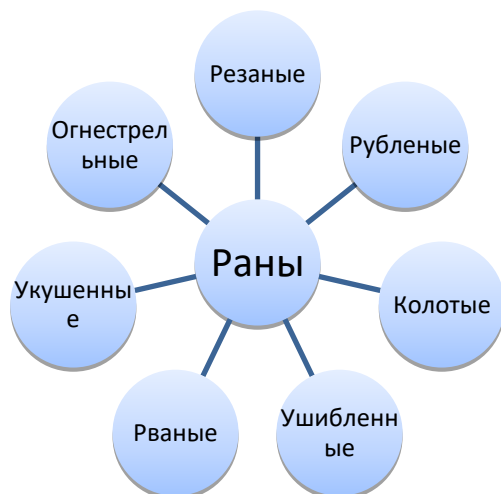 Резаные
Рубленые
Колотые
Ушибленн
ые
Рваные
Укушенны
е
Огнестрел
ьные
Раны